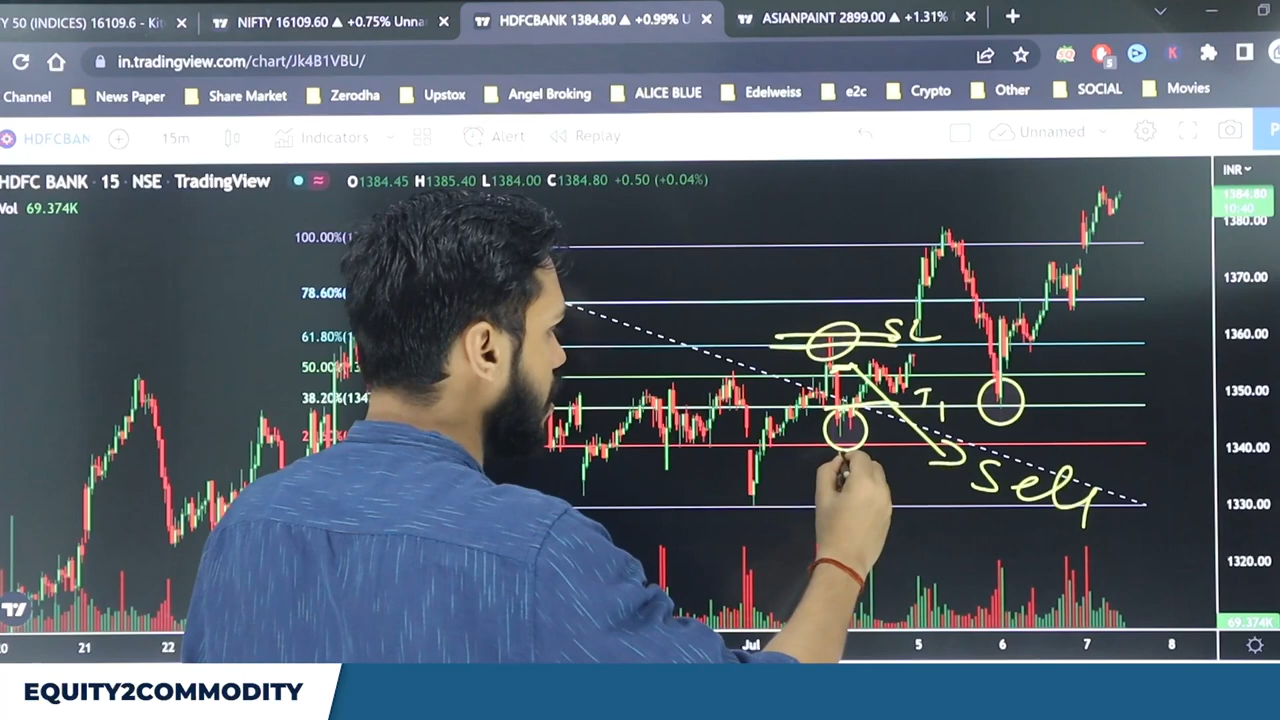 Y 50 (INDICES) 16109.6 - Kit
NIFTY 16109.60 ▲ +0.75% Unna
HDFCBANK 1384.80 ▲ +0.99% U
ASIANPAINT 2899.00 ▲ +1.31%
in.tradingview.com/chart/Jk4B1VBU/
Channel News Paper Share Market Zerodha Upstox Angel Broking ALICE BLUE Edelweiss e2c Crypto Other SOCIAL Movies
HDFCBAN 15m Indicators Alert Replay Unnamed P
HDFC BANK · 15 · NSE · TradingView O1384.45 H1385.40 L1384.00 C1384.80 +0.50 (+0.04%)
INR
Vol 69.374K
1384.80
10:40
1380.00
100.00%(1
1370.00
78.60%(
61.80%
SL
1360.00
50.00%
38.20%(134
T1
1350.00
1340.00
Sell
1330.00
1320.00
69.374K
21 22 Jul 5 6 7 8
EQUITY2COMMODITY